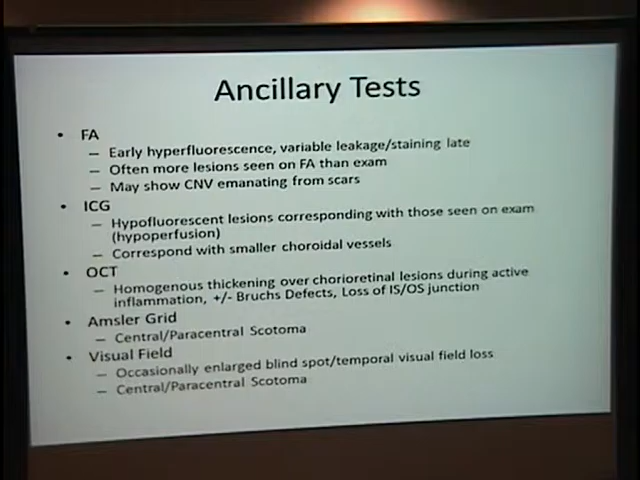 Ancillary Tests
• FA
– Early hyperfluorescence, variable leakage/staining late
– Often more lesions seen on FA than exam
– May show CNV emanating from scars
• ICG
– Hypofluorescent lesions corresponding with those seen on exam
(hypoperfusion)
– Correspond with smaller choroidal vessels
• OCT
– Homogenous thickening over chorioretinal lesions during active
inflammation, +/- Bruchs Defects, Loss of IS/OS junction
• Amsler Grid
– Central/Paracentral Scotoma
• Visual Field
– Occasionally enlarged blind spot/temporal visual field loss
– Central/Paracentral Scotoma